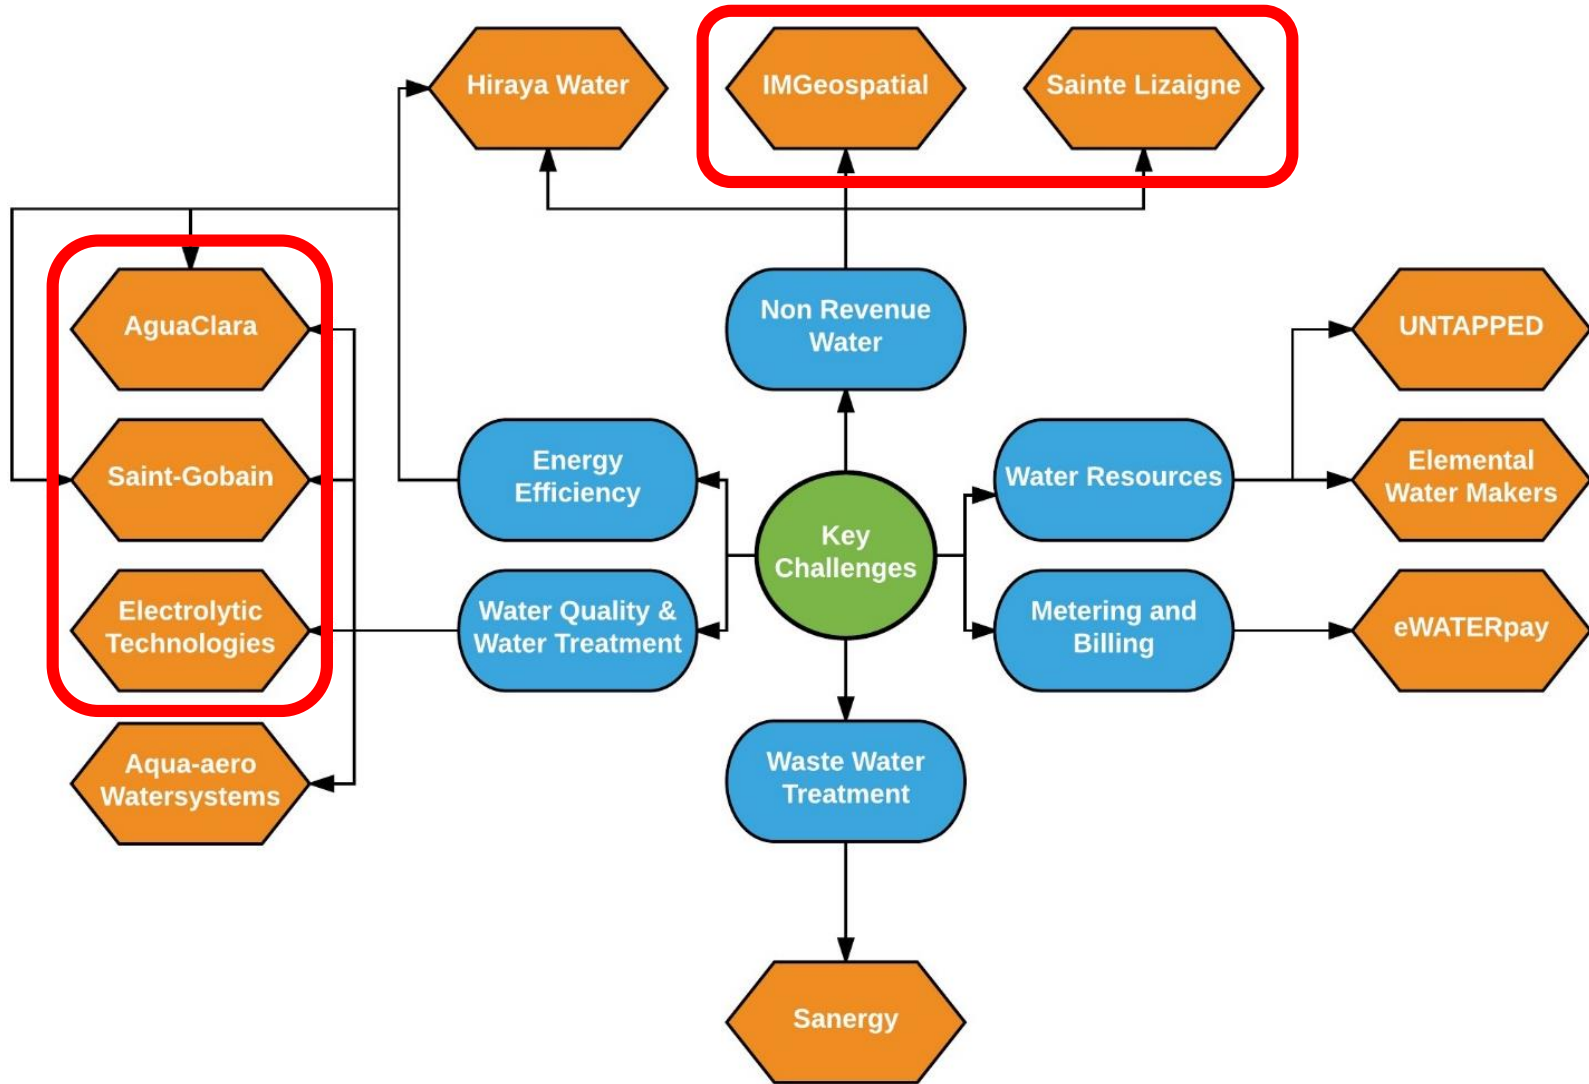 Hiraya Water
IMGeospatial
Sainte Lizaigne
AguaClara
Non Revenue
Water
UNTAPPED
Saint-Gobain
Energy
Efficiency
Water Resources
Elemental
Water Makers
Key
Challenges
Electrolytic
Technologies
Water Quality &
Water Treatment
Metering and
Billing
eWATERpay
Aqua-aero
Watersystems
Waste Water
Treatment
Sanergy